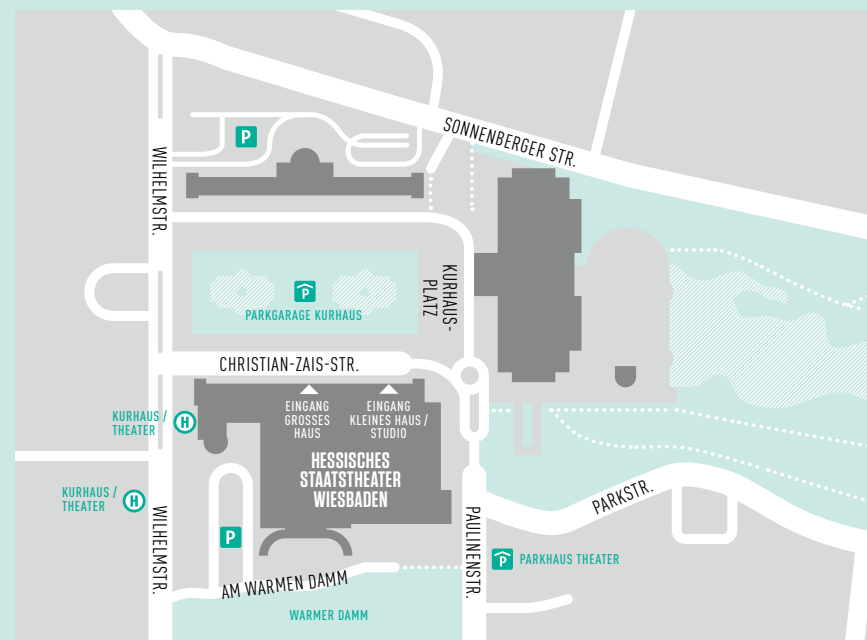 SONNENBERGER STR.
P
WILHELMSTR.
KURHAUS-
PLATZ
P
PARKGARAGE KURHAUS
CHRISTIAN-ZAIS-STR.
KURHAUS /
THEATER
H
EINGANG
GROSSES
HAUS
EINGANG
KLEINES HAUS /
STUDIO
HESSISCHES
STAATSTHEATER
WIESBADEN
KURHAUS /
THEATER
H
WILHELMSTR.
P
PARKSTR.
PAULINENSTR.
P
PARKHAUS THEATER
AM WARMEN DAMM
WARMER DAMM